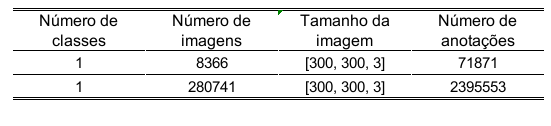 Número de Número de Tamanho da Número de
classes imagens imagem anotações
1 8366 [300, 300, 3] 71871
1 280741 [300, 300, 3] 2395553